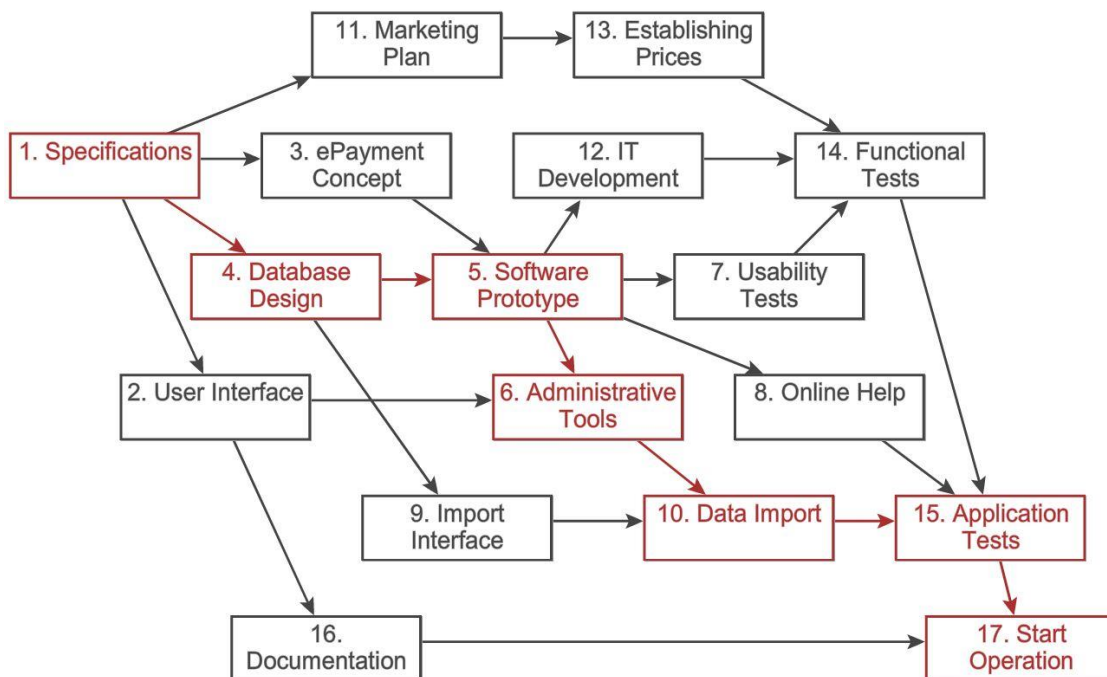 11. Marketing
Plan
13. Establishing
Prices
1. Specifications
3. ePayment
Concept
12. IT
Development
14. Functional
Tests
4. Database
Design
5. Software
Prototype
7. Usability
Tests
2. User Interface
6. Administrative
Tools
8. Online Help
9. Import
Interface
10. Data Import
15. Application
Tests
16.
Documentation
17. Start
Operation